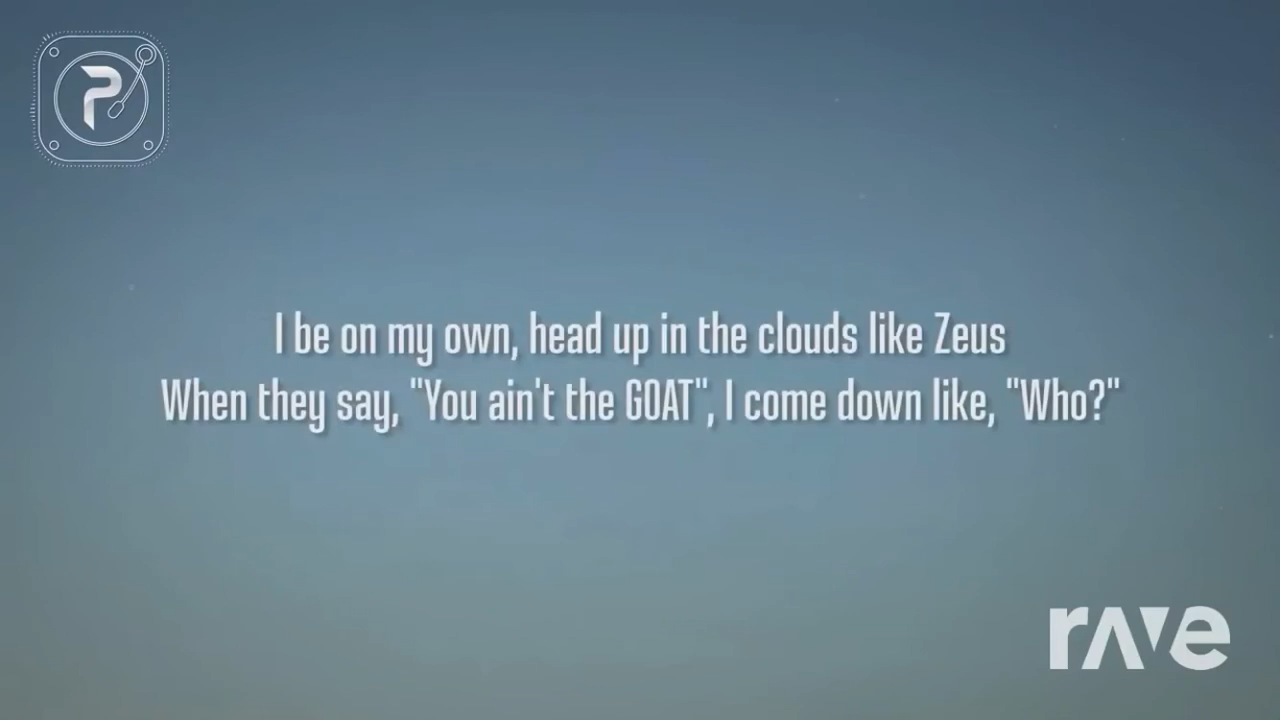 P
I be on my own, head up in the clouds like Zeus
When they say, "You ain't the GOAT", I come down like, "Who?"
rave